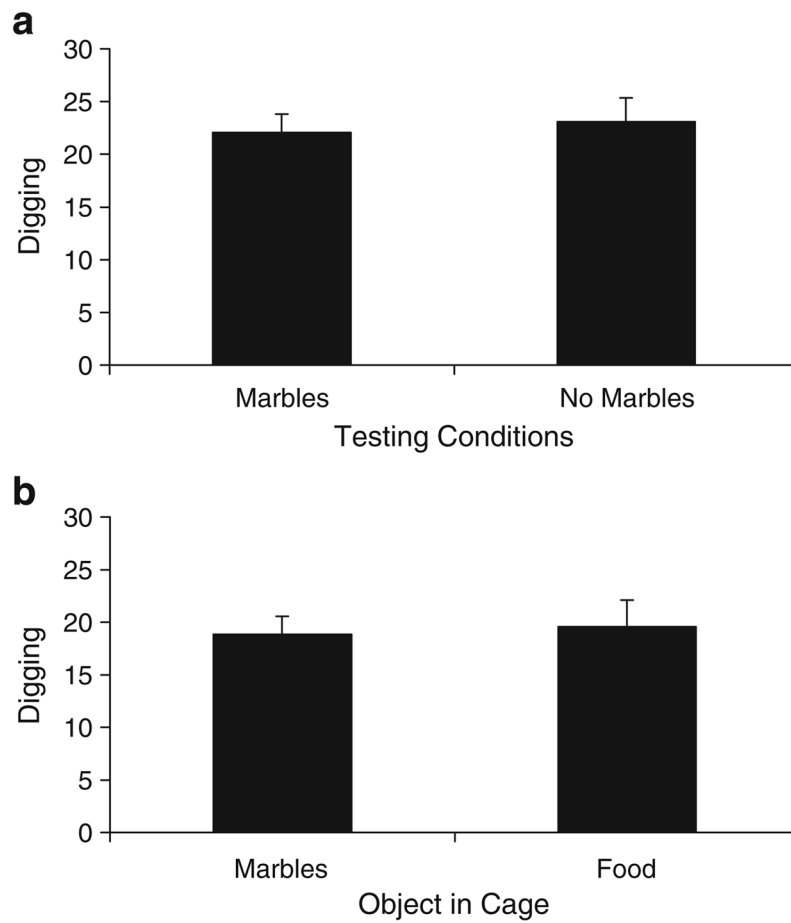 a
30
25
20
15
10
5
0
Digging
Marbles No Marbles
Testing Conditions
b
30
25
20
15
10
5
0
Digging
Marbles Food
Object in Cage